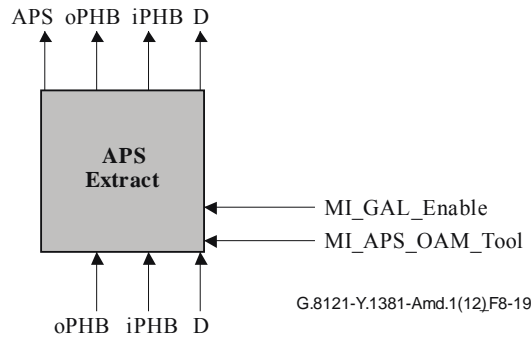 APS oPHB iPHB D
APS
Extract
MI_GAL_Enable
MI_APS_OAM_Tool
G.8121-Y.1381-Amd.1(12)_F8-19
oPHB iPHB D